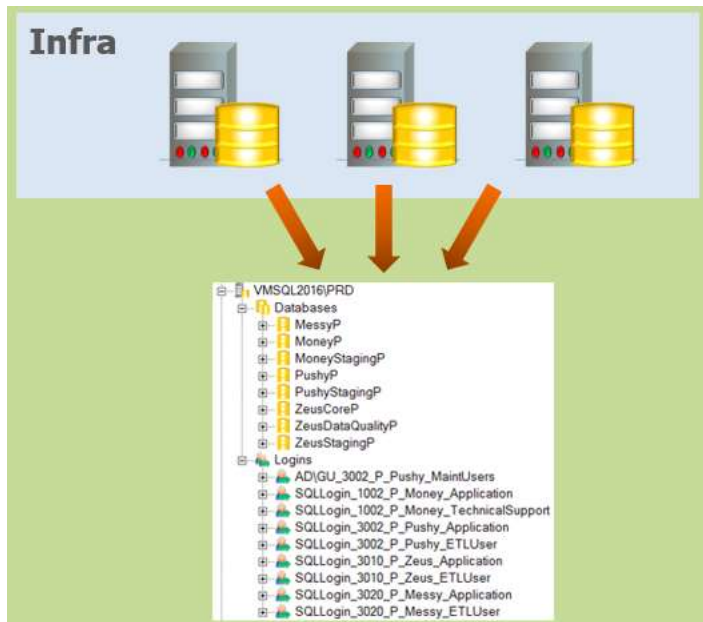 Infra
VMSQL2016\PRD
Databases
MessyP
MoneyP
MoneyStagingP
PushyP
PushyStagingP
ZeusCoreP
ZeusDataQualityP
ZeusStagingP
Logins
AD\GU_3002_P_Pushy_MaintUsers
SQLLogin_1002_P_Money_Application
SQLLogin_1002_P_Money_TechnicalSupport
SQLLogin_3002_P_Pushy_Application
SQLLogin_3002_P_Pushy_ETLUser
SQLLogin_3010_P_Zeus_Application
SQLLogin_3010_P_Zeus_ETLUser
SQLLogin_3020_P_Messy_Application
SQLLogin_3020_P_Messy_ETLUser